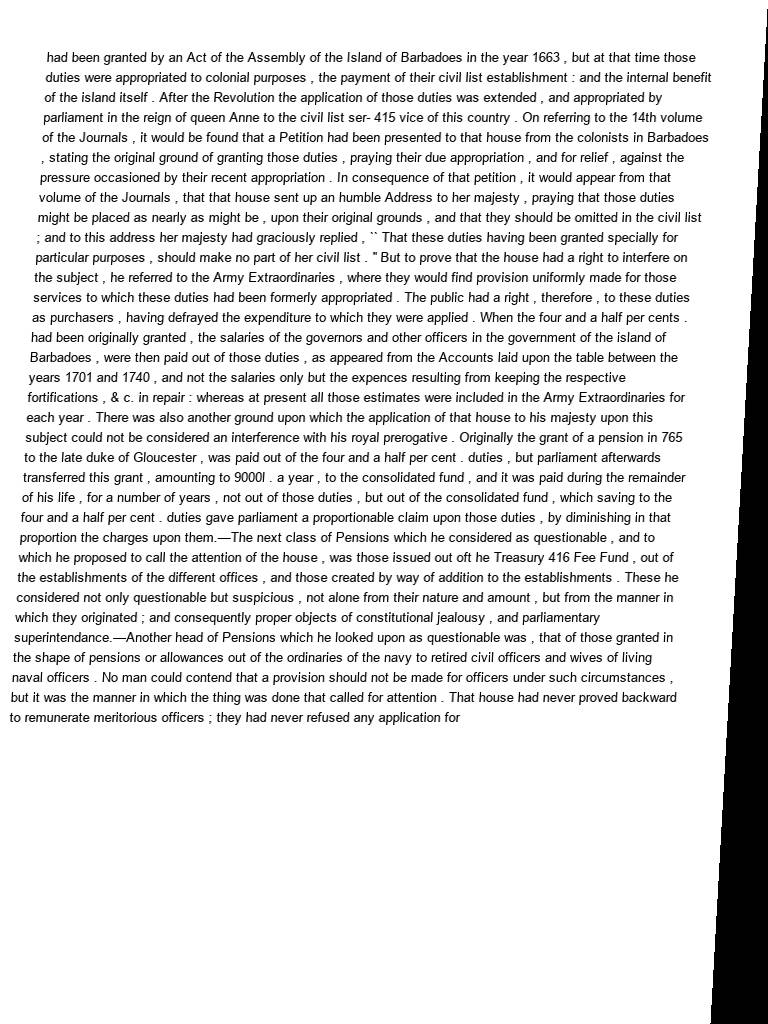 had been granted by an Act of the Assembly of the Island of Barbadoes in the year 1663 , but at that time those
duties were appropriated to colonial purposes , the payment of their civil list establishment : and the internal benefit
of the island itself . After the Revolution the application of those duties was extended , and appropriated by
parliament in the reign of queen Anne to the civil list ser- 415 vice of this country . On referring to the 14th volume
of the Journals , it would be found that a Petition had been presented to that house from the colonists in Barbadoes
, stating the original ground of granting those duties , praying their due appropriation , and for relief , against the
pressure occasioned by their recent appropriation . In consequence of that petition , it would appear from that
volume of the Journals , that that house sent up an humble Address to her majesty , praying that those duties
might be placed as nearly as might be , upon their original grounds , and that they should be omitted in the civil list
; and to this address her majesty had graciously replied , `` That these duties having been granted specially for
particular purposes , should make no part of her civil list . '' But to prove that the house had a right to interfere on
the subject , he referred to the Army Extraordinaries , where they would find provision uniformly made for those
services to which these duties had been formerly appropriated . The public had a right , therefore , to these duties
as purchasers , having defrayed the expenditure to which they were applied . When the four and a half per cents .
had been originally granted , the salaries of the governors and other officers in the government of the island of
Barbadoes , were then paid out of those duties , as appeared from the Accounts laid upon the table between the
years 1701 and 1740 , and not the salaries only but the expences resulting from keeping the respective
fortifications , & c. in repair : whereas at present all those estimates were included in the Army Extraordinaries for
each year . There was also another ground upon which the application of that house to his majesty upon this
subject could not be considered an interference with his royal prerogative . Originally the grant of a pension in 765
to the late duke of Gloucester , was paid out of the four and a half per cent . duties , but parliament afterwards
transferred this grant , amounting to 9000l . a year , to the consolidated fund , and it was paid during the remainder
of his life , for a number of years , not out of those duties , but out of the consolidated fund , which saving to the
four and a half per cent . duties gave parliament a proportionable claim upon those duties , by diminishing in that
proportion the charges upon them.—The next class of Pensions which he considered as questionable , and to
which he proposed to call the attention of the house , was those issued out oft he Treasury 416 Fee Fund , out of
the establishments of the different offices , and those created by way of addition to the establishments . These he
considered not only questionable but suspicious , not alone from their nature and amount , but from the manner in
which they originated ; and consequently proper objects of constitutional jealousy , and parliamentary
superintendance.—Another head of Pensions which he looked upon as questionable was , that of those granted in
the shape of pensions or allowances out of the ordinaries of the navy to retired civil officers and wives of living
naval officers . No man could contend that a provision should not be made for officers under such circumstances ,
but it was the manner in which the thing was done that called for attention . That house had never proved backward
to remunerate meritorious officers ; they had never refused any application for